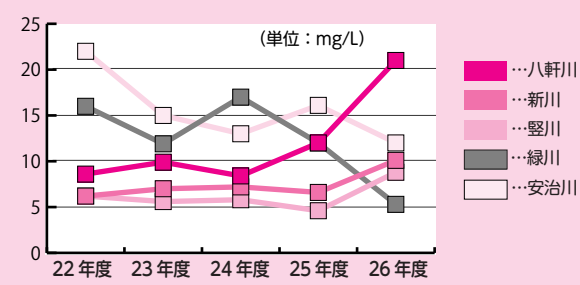 25
(単位：mg/L)
20
15
10
5
0
22 年度 23 年度 24 年度 25 年度 26 年度
…八軒川
…新川
…竪川
…緑川
…安治川